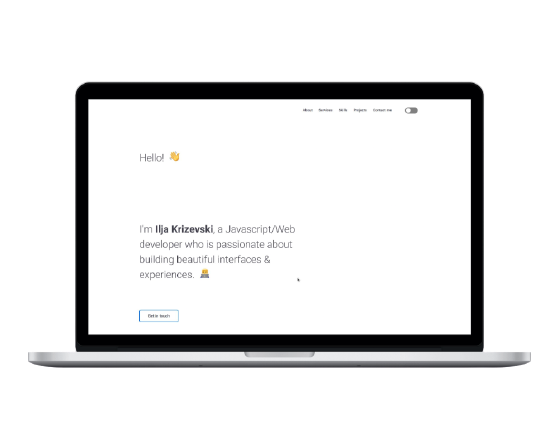 About Services Skills Projects Contact me
Hello! 👋
I'm Ilja Krizevski, a Javascript/Web
developer who is passionate about
building beautiful interfaces &
experiences.
Get in touch